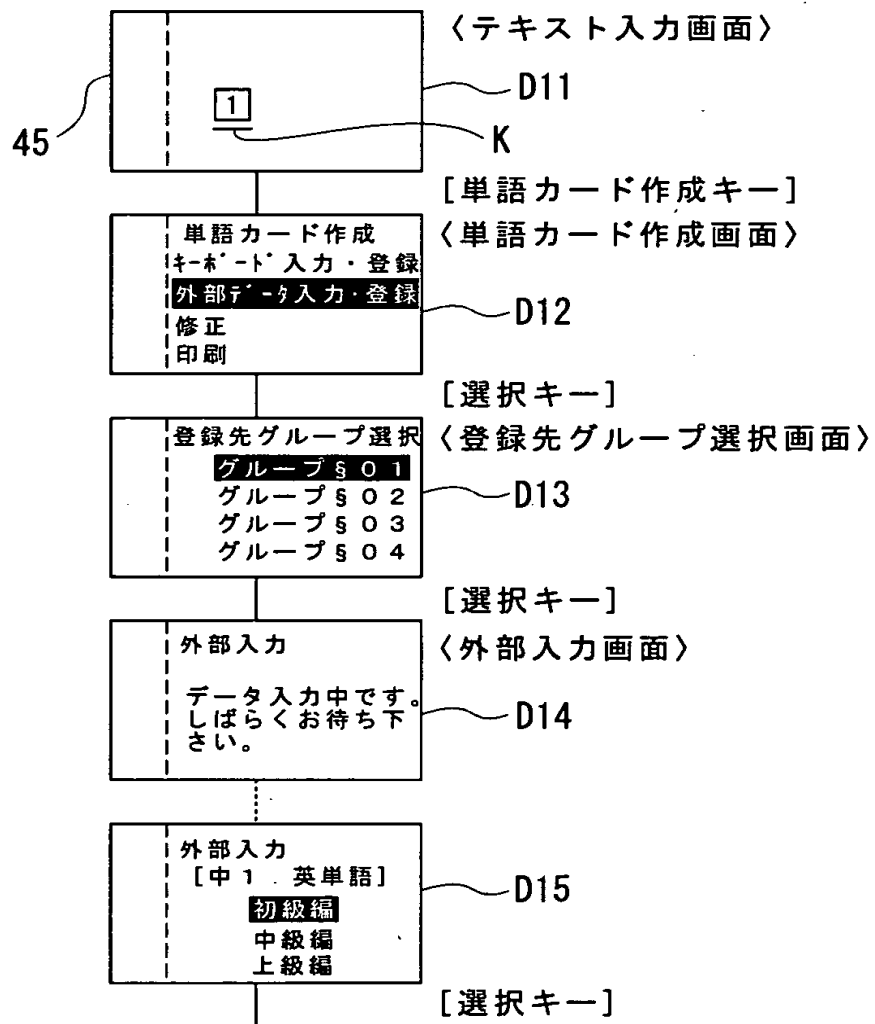 〈テキスト入力画面〉
D11
1
45
K
[単語カード作成キー]
単語カード作成
〈単語カード作成画面〉
ｷｰﾎﾞｰﾄﾞ入力・登録
外部ﾃﾞｰﾀ入力・登録
D12
修正
印刷
[選択キー]
登録先グループ選択
〈登録先グループ選択画面〉
グループ§０１
グループ§０２
D13
グループ§０３
グループ§０４
[選択キー]
外部入力
〈外部入力画面〉
データ入力中です。
しばらくお待ち下
さい。
D14
外部入力
[中１．英単語]
D15
初級編
中級編
上級編
[選択キー]